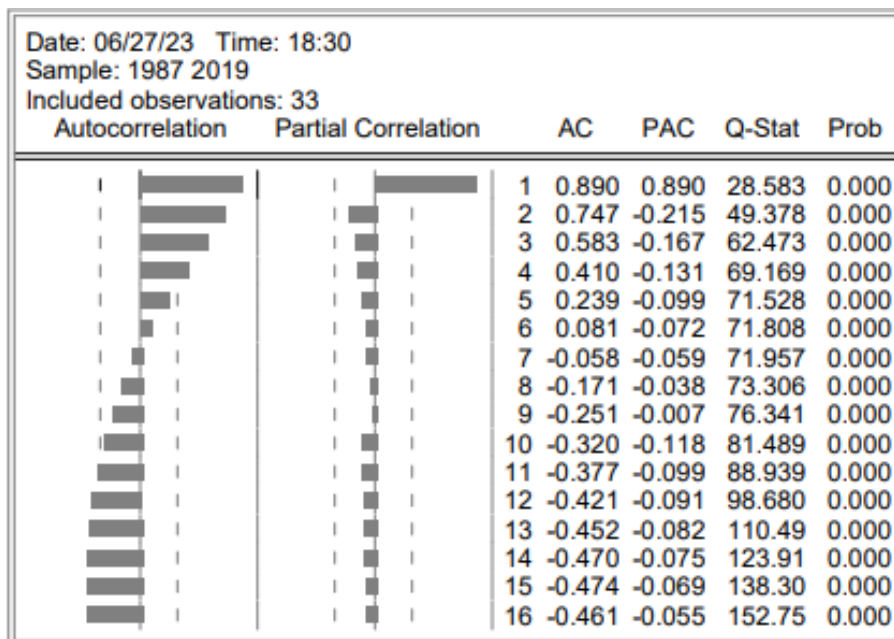 Date: 06/27/23 Time: 18:30
Sample: 1987 2019
Included observations: 33
Autocorrelation Partial Correlation AC PAC Q-Stat Prob
1 0.890 0.890 28.583 0.000
2 0.747 -0.215 49.378 0.000
3 0.583 -0.167 62.473 0.000
4 0.410 -0.131 69.169 0.000
5 0.239 -0.099 71.528 0.000
6 0.081 -0.072 71.808 0.000
7 -0.058 -0.059 71.957 0.000
8 -0.171 -0.038 73.306 0.000
9 -0.251 -0.007 76.341 0.000
10 -0.320 -0.118 81.489 0.000
11 -0.377 -0.099 88.939 0.000
12 -0.421 -0.091 98.680 0.000
13 -0.452 -0.082 110.49 0.000
14 -0.470 -0.075 123.91 0.000
15 -0.474 -0.069 138.30 0.000
16 -0.461 -0.055 152.75 0.000